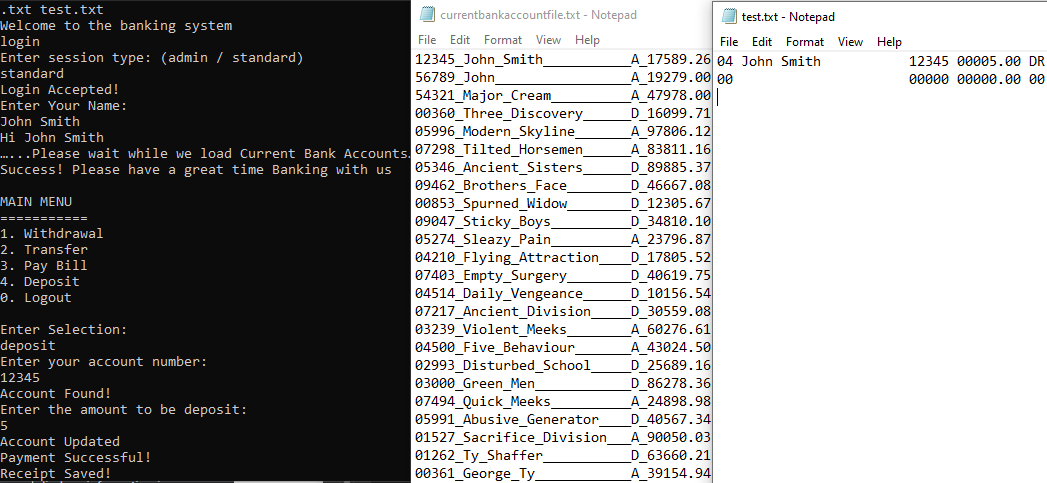 .txt test.txt
Welcome to the banking system
login
Enter session type: (admin / standard)
standard
Login Accepted!
Enter Your Name:
John Smith
Hi John Smith
…...Please wait while we load Current Bank Accounts.
Success! Please have a great time Banking with us
MAIN MENU
===========
1. Withdrawal
2. Transfer
3. Pay Bill
4. Deposit
0. Logout
Enter Selection:
deposit
Enter your account number:
12345
Account Found!
Enter the amount to be deposit:
5
Account Updated
Payment Successful!
Receipt Saved!
currentbankaccountfile.txt - Notepad
File Edit Format View Help
12345_John_Smith___________A_17589.26
56789_John_________________A_19279.00
54321_Major_Cream__________A_47978.00
00360_Three_Discovery______D_16099.71
05996_Modern_Skyline_______A_97806.12
07298_Tilted_Horsemen______A_83811.16
05346_Ancient_Sisters______D_89885.37
09462_Brothers_Face________D_46667.08
00853_Spurned_Widow________D_12305.67
09047_Sticky_Boys__________D_34810.10
05274_Sleazy_Pain__________A_23796.87
04210_Flying_Attraction____D_17805.52
07403_Empty_Surgery________D_40619.75
04514_Daily_Vengeance______D_10156.54
07217_Ancient_Division_____D_30559.08
03239_Violent_Meeks________A_60276.61
04500_Five_Behaviour_______A_43024.50
02993_Disturbed_School_____D_25689.16
03000_Green_Men____________D_86278.36
07494_Quick_Meeks__________A_24898.98
05991_Abusive_Generator____D_40567.34
01527_Sacrifice_Division___A_90050.03
01262_Ty_Shaffer___________D_63660.21
00361_George_Ty____________A_39154.94
test.txt - Notepad
File Edit Format View Help
04 John Smith           12345 00005.00 DR
00                      00000 00000.00 00